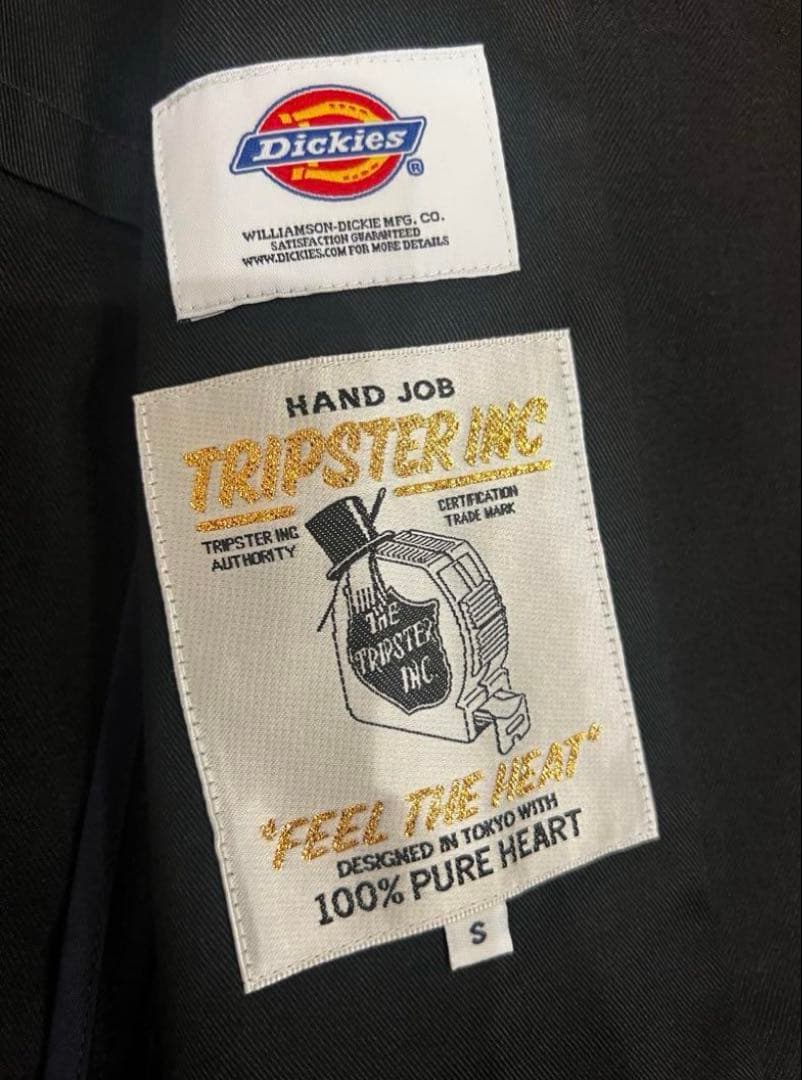 Dickies®
WILLIAMSON-DICKIE MFG. CO.
SATISFACTION GUARANTEED
WWW.DICKIES.COM FOR MORE DETAILS
HAND JOB
TRIPSTER INC
TRIPSTER INC
AUTHORITY
CERTIFICATION
TRADE MARK
THE
TRIPSTER
INC.
"FEEL THE HEAT"
DESIGNED IN TOKYO WITH
100% PURE HEART
S